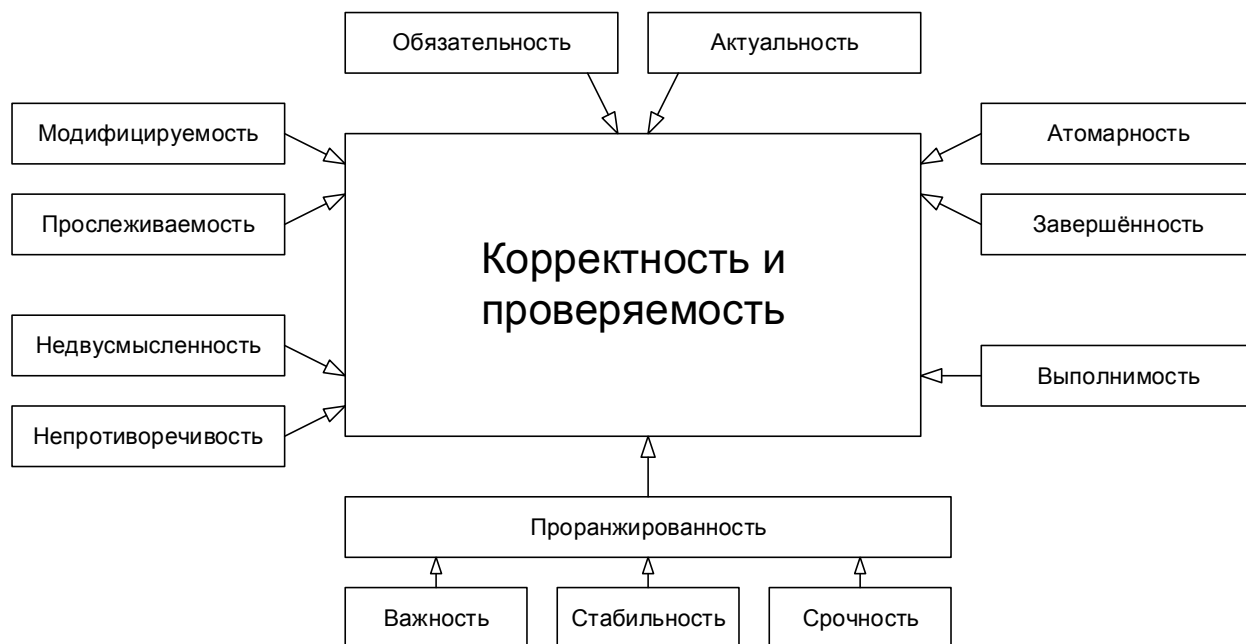 Обязательность
Актуальность
Модифицируемость
Атомарность
Прослеживаемость
Завершённость
Корректность и
проверяемость
Недвусмысленность
Выполнимость
Непротиворечивость
Проранжированность
Важность
Стабильность
Срочность